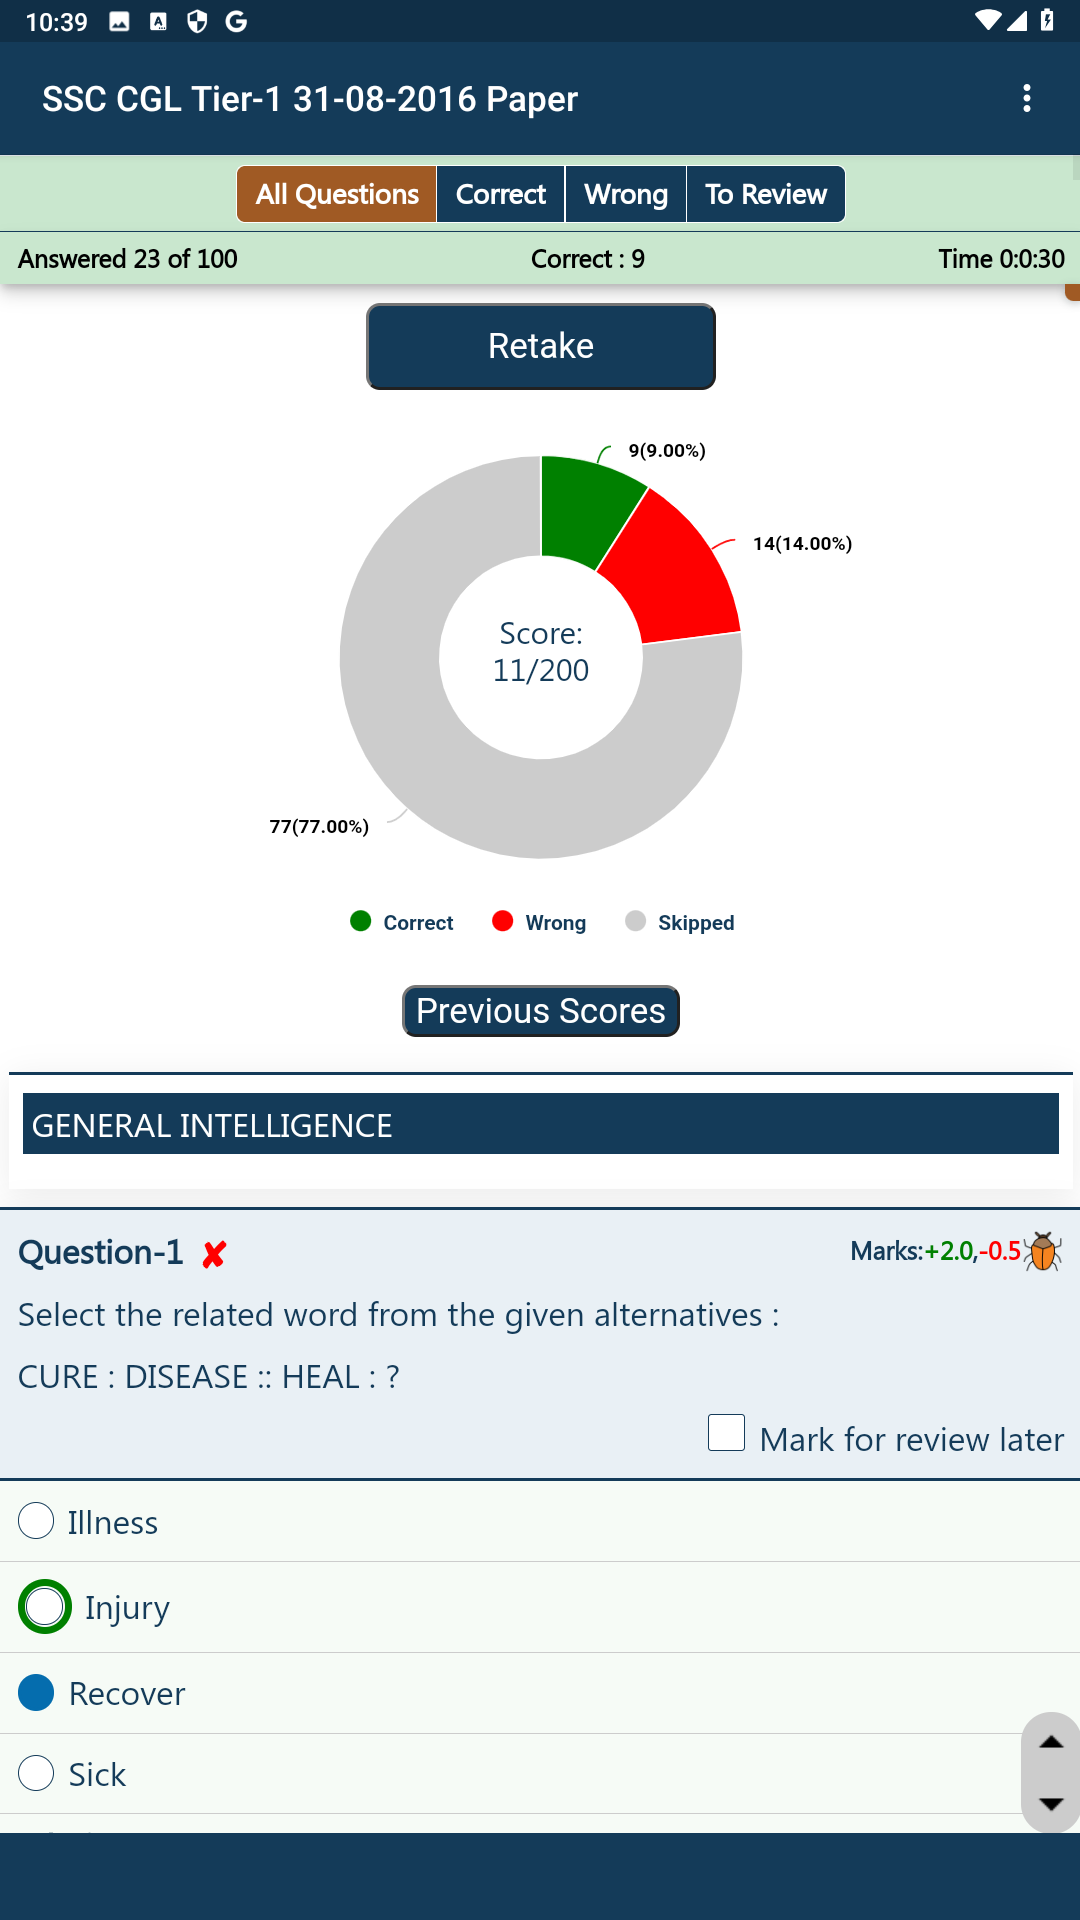 10:39
SSC CGL Tier-1 31-08-2016 Paper
All Questions Correct Wrong To Review
Answered 23 of 100 Correct : 9 Time 0:0:30
Retake
9(9.00%)
14(14.00%)
Score:
11/200
77(77.00%)
Correct Wrong Skipped
Previous Scores
GENERAL INTELLIGENCE
Question-1 ✘ Marks:+2.0,-0.5
Select the related word from the given alternatives :
CURE : DISEASE :: HEAL : ?
Mark for review later
Illness
Injury
Recover
Sick